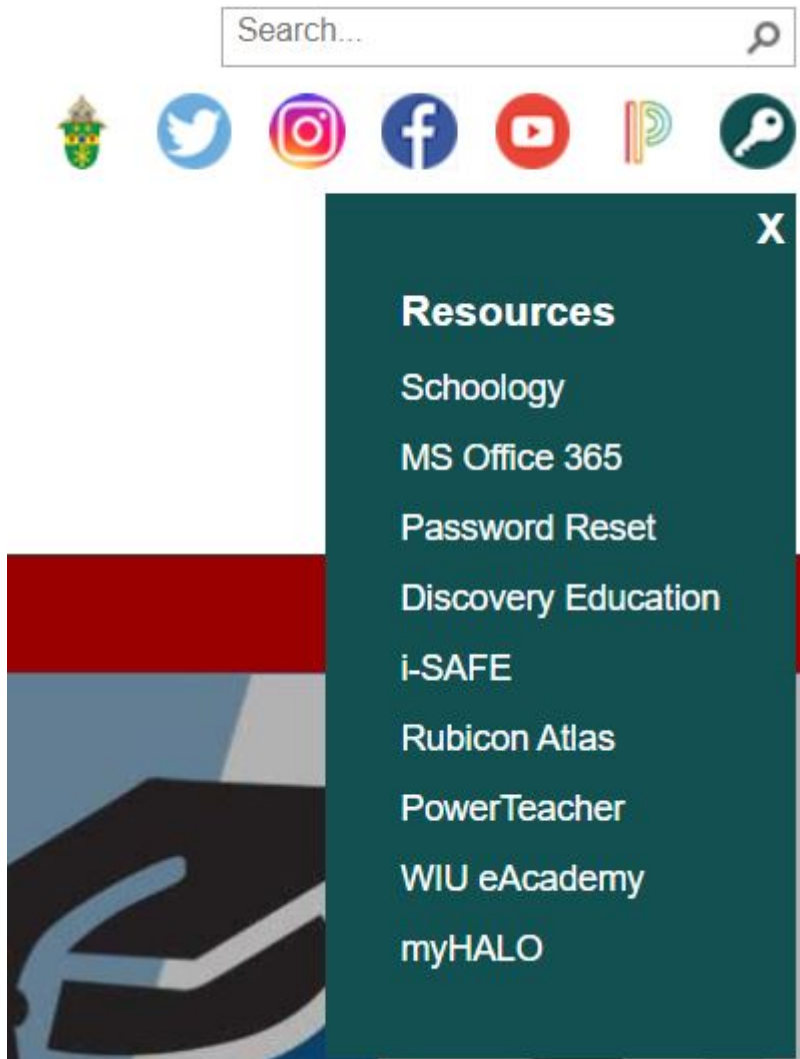 Search...
X
Resources
Schoology
MS Office 365
Password Reset
Discovery Education
i-SAFE
Rubicon Atlas
PowerTeacher
WIU eAcademy
myHALO